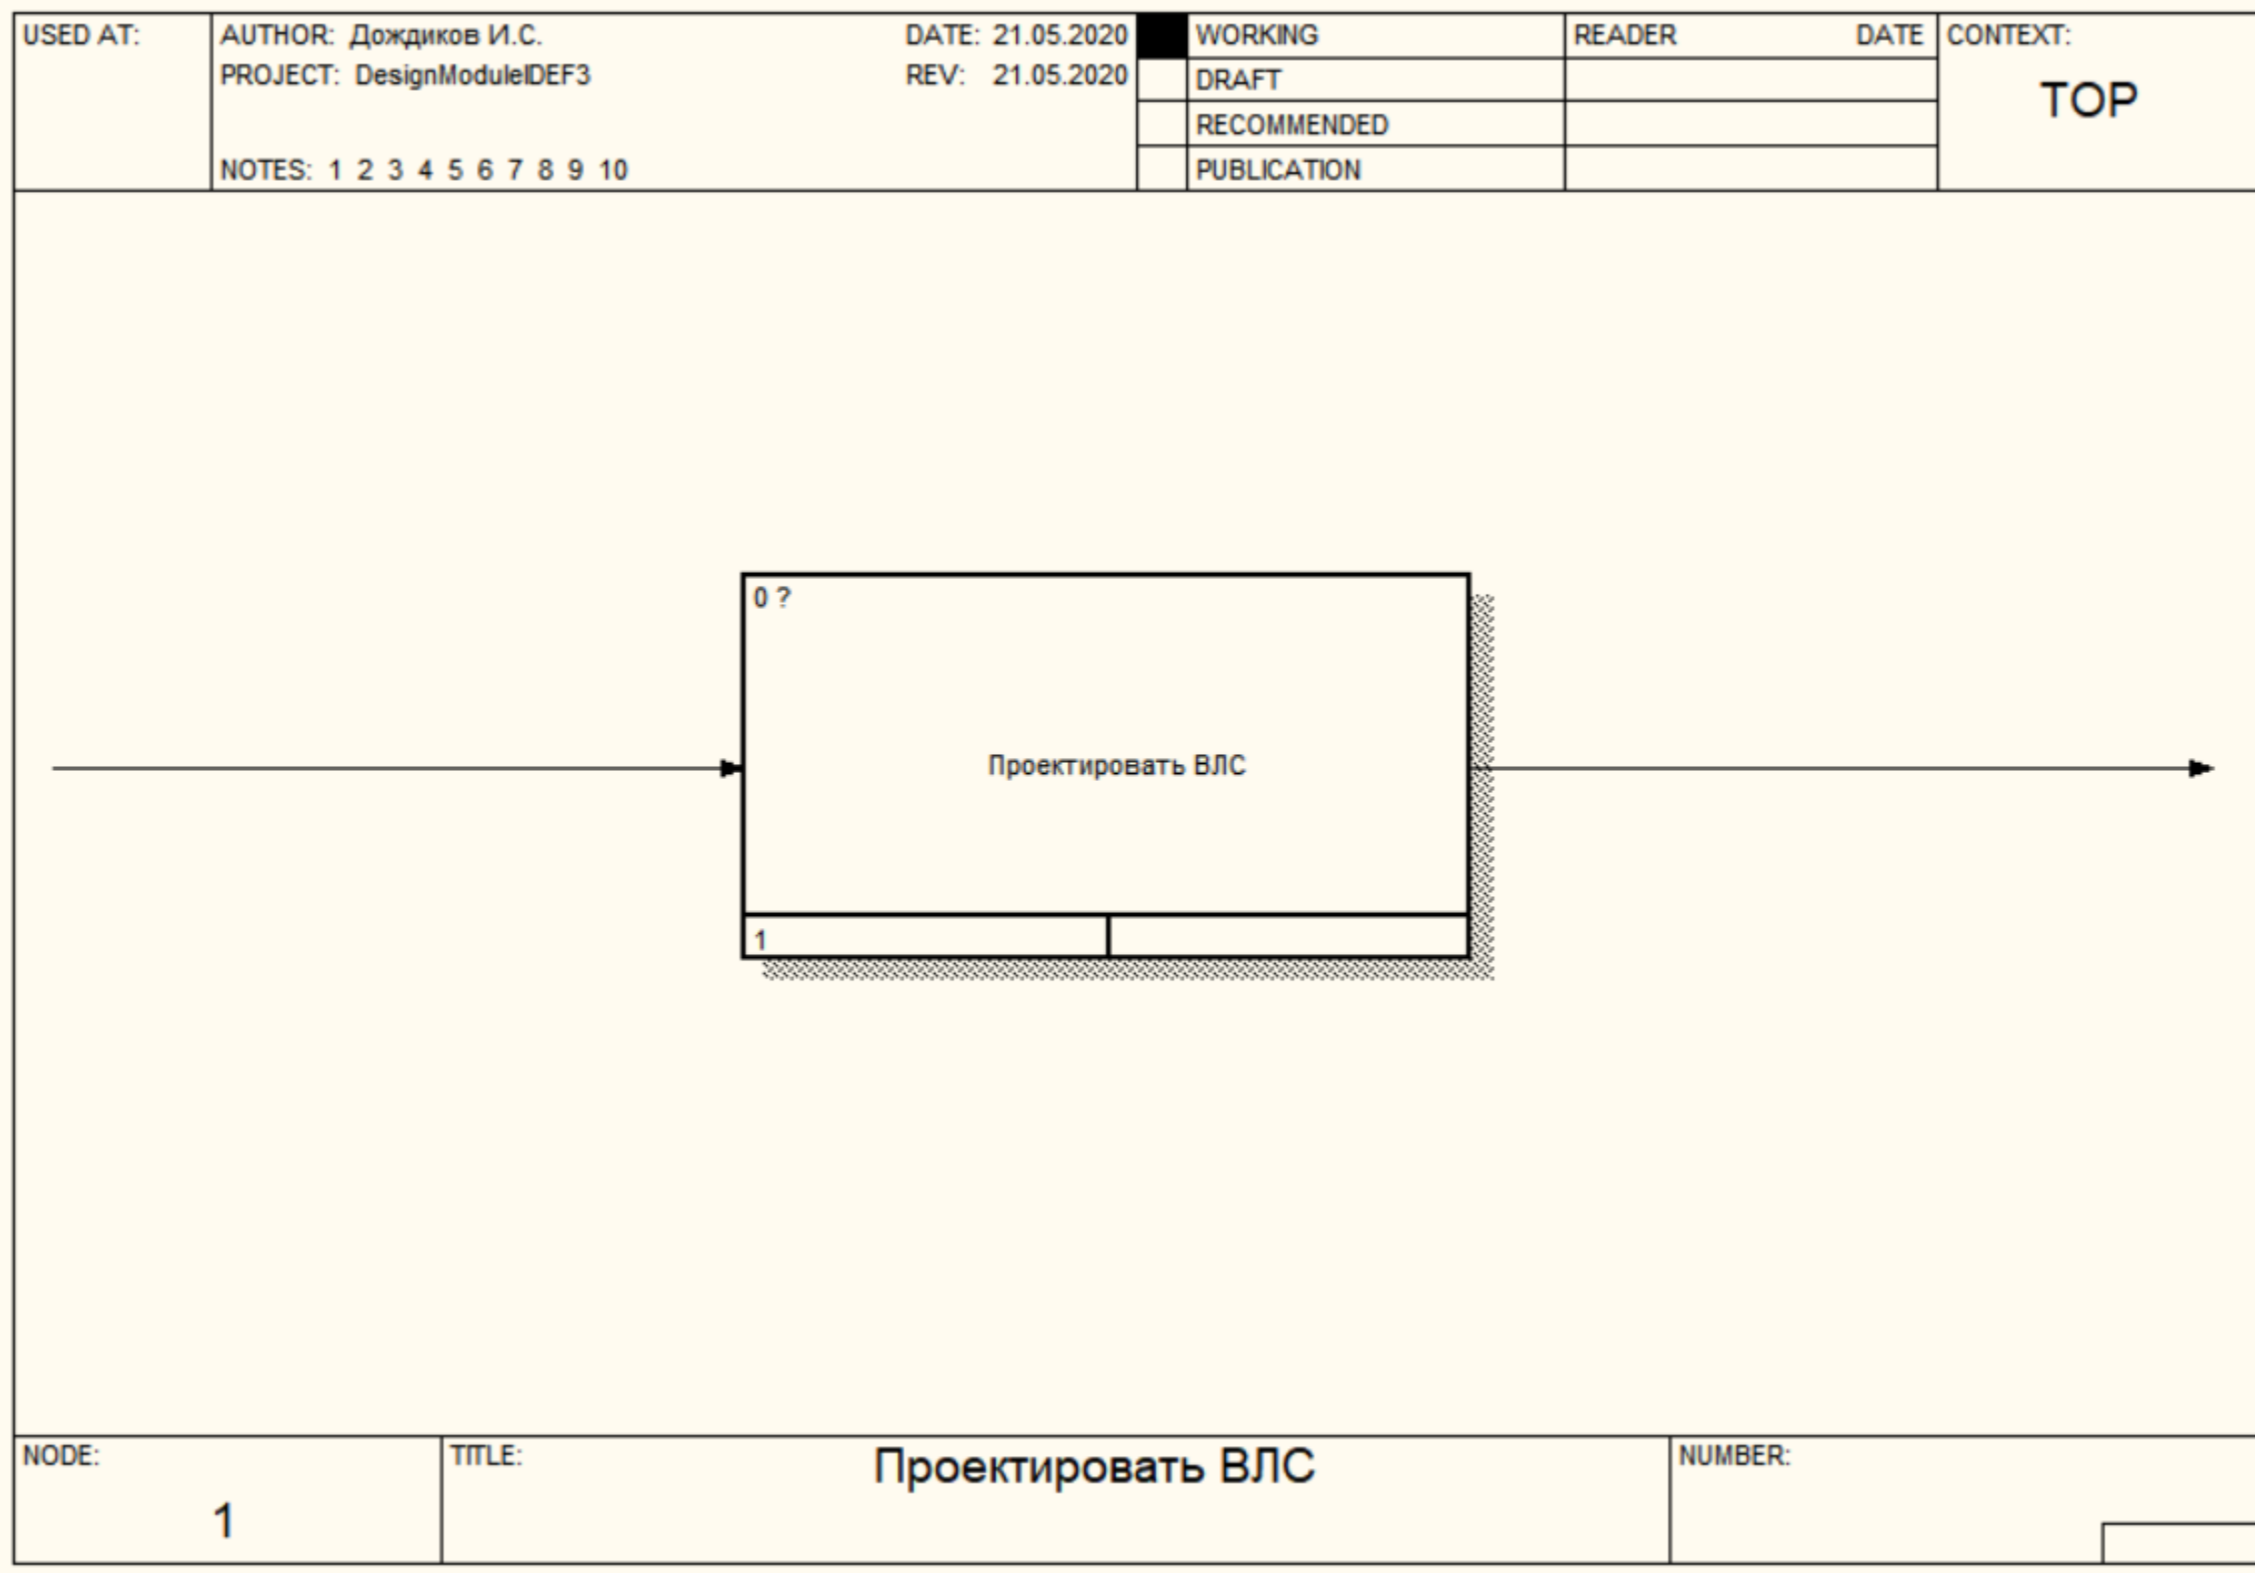 USED AT:
AUTHOR: Дождиков И.С.
DATE: 21.05.2020
PROJECT: DesignModuleIDEF3
REV: 21.05.2020
NOTES: 1 2 3 4 5 6 7 8 9 10
WORKING
DRAFT
RECOMMENDED
PUBLICATION
READER DATE
CONTEXT:
TOP
0 ?
Проектировать ВЛС
1
NODE:
1
TITLE:
Проектировать ВЛС
NUMBER: